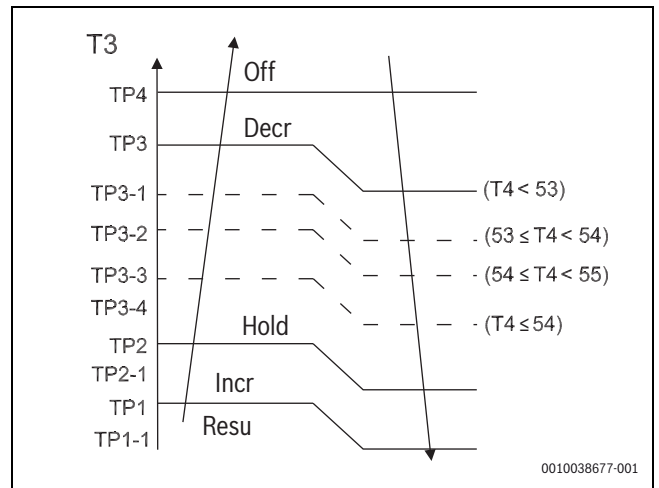 T3
Off
TP4
Decr
TP3
TP3-1
(T4 < 53)
TP3-2
(53 ≤ T4 < 54)
TP3-3
(54 ≤ T4 < 55)
TP3-4
(T4 ≤ 54)
Hold
TP2
TP2-1
Incr
TP1
Resu
TP1-1
0010038677-001